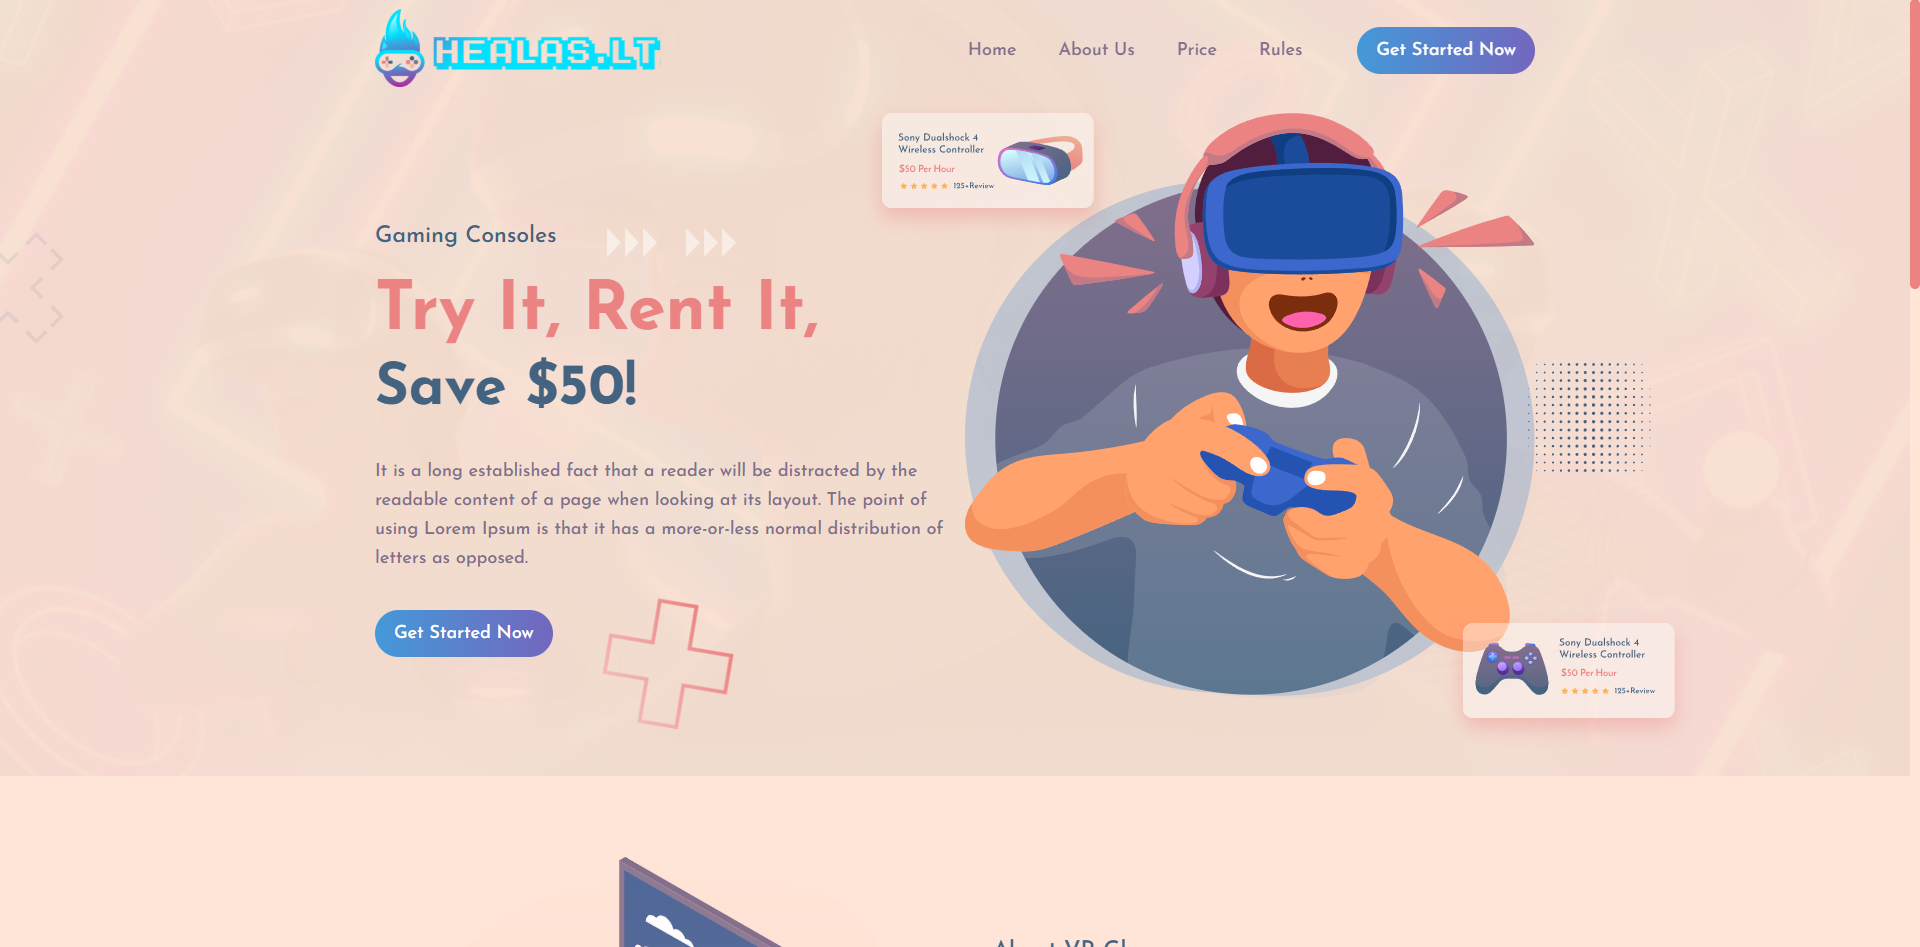 HEALAS.LT
Home
About Us
Price
Rules
Get Started Now
Sony Dualshock 4
Wireless Controller
$50 Per Hour
125+Review
Gaming Consoles
Try It, Rent It,
Save $50!
It is a long established fact that a reader will be distracted by the
readable content of a page when looking at its layout. The point of
using Lorem Ipsum is that it has a more-or-less normal distribution of
letters as opposed.
Get Started Now
Sony Dualshock 4
Wireless Controller
$50 Per Hour
125+Review
About VR